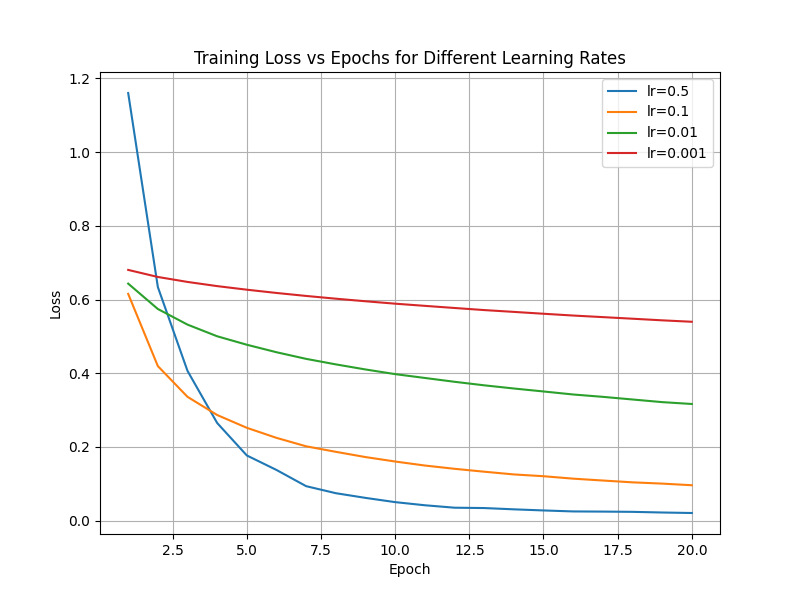 Training Loss vs Epochs for Different Learning Rates
1.2
1.0
0.8
0.6
0.4
0.2
0.0
Loss
lr=0.5
lr=0.1
lr=0.01
lr=0.001
2.5 5.0 7.5 10.0 12.5 15.0 17.5 20.0
Epoch